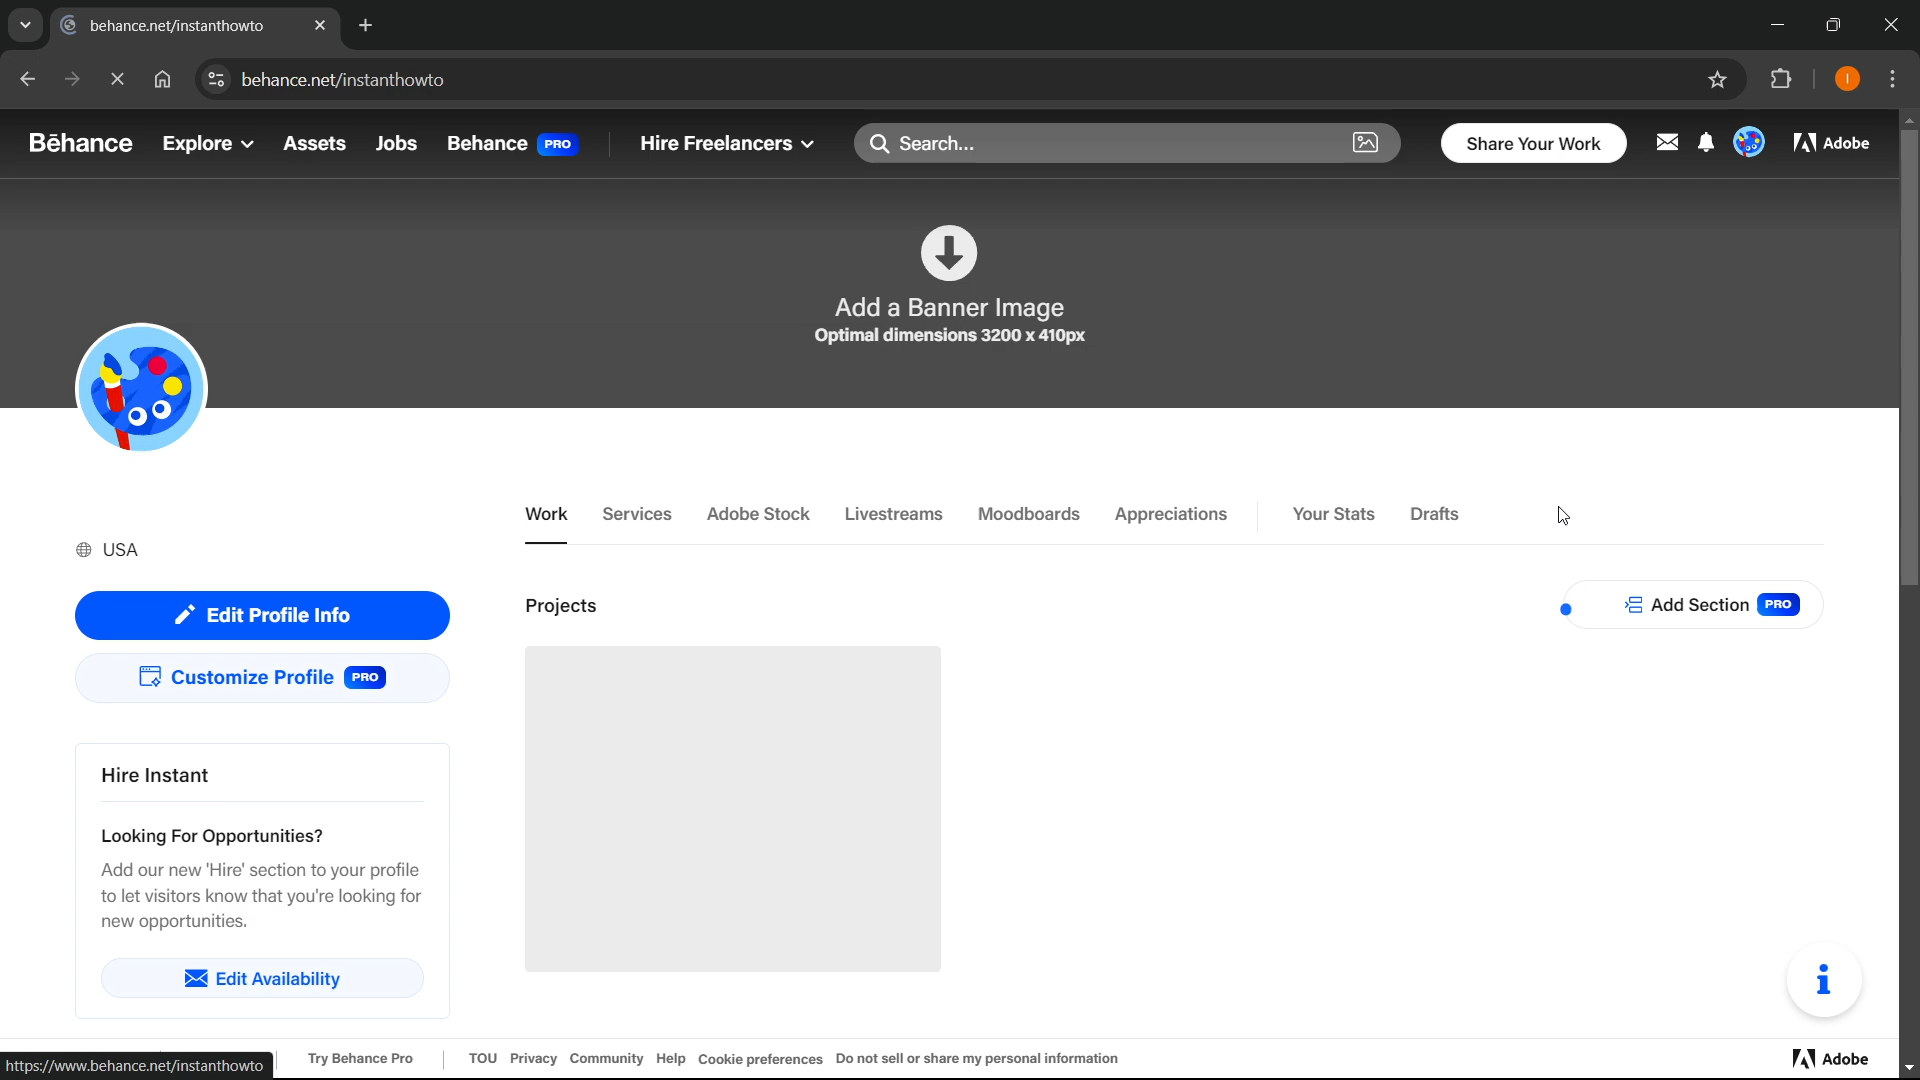 behance.net/instanthowto
behance.net/instanthowto
I
Bēhance Explore Assets Jobs Behance PRO Hire Freelancers Search... Share Your Work Adobe
Add a Banner Image
Optimal dimensions 3200 x 410px
Work Services Adobe Stock Livestreams Moodboards Appreciations Your Stats Drafts
USA
Edit Profile Info
Customize Profile PRO
Projects
Add Section PRO
Hire Instant
Looking For Opportunities?
Add our new 'Hire' section to your profile
to let visitors know that you're looking for
new opportunities.
Edit Availability
https://www.behance.net/instanthowto
Try Behance Pro TOU Privacy Community Help Cookie preferences Do not sell or share my personal information Adobe